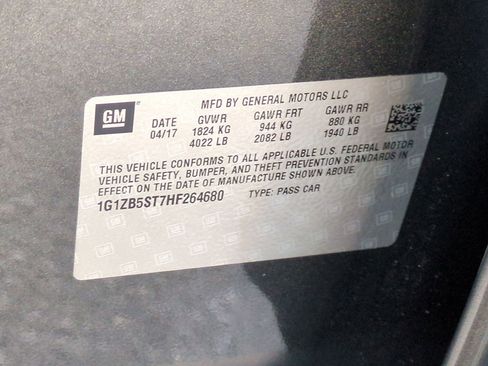 GM
MFD BY GENERAL MOTORS LLC
DATE GVWR GAWR FRT GAWR RR
04/17 1824 KG 944 KG 880 KG
4022 LB 2082 LB 1940 LB
THIS VEHICLE CONFORMS TO ALL APPLICABLE U.S. FEDERAL MOTOR
VEHICLE SAFETY, BUMPER, AND THEFT PREVENTION STANDARDS IN
EFFECT ON THE DATE OF MANUFACTURE SHOWN ABOVE.
1G1ZB5ST7HF264680 TYPE: PASS CAR